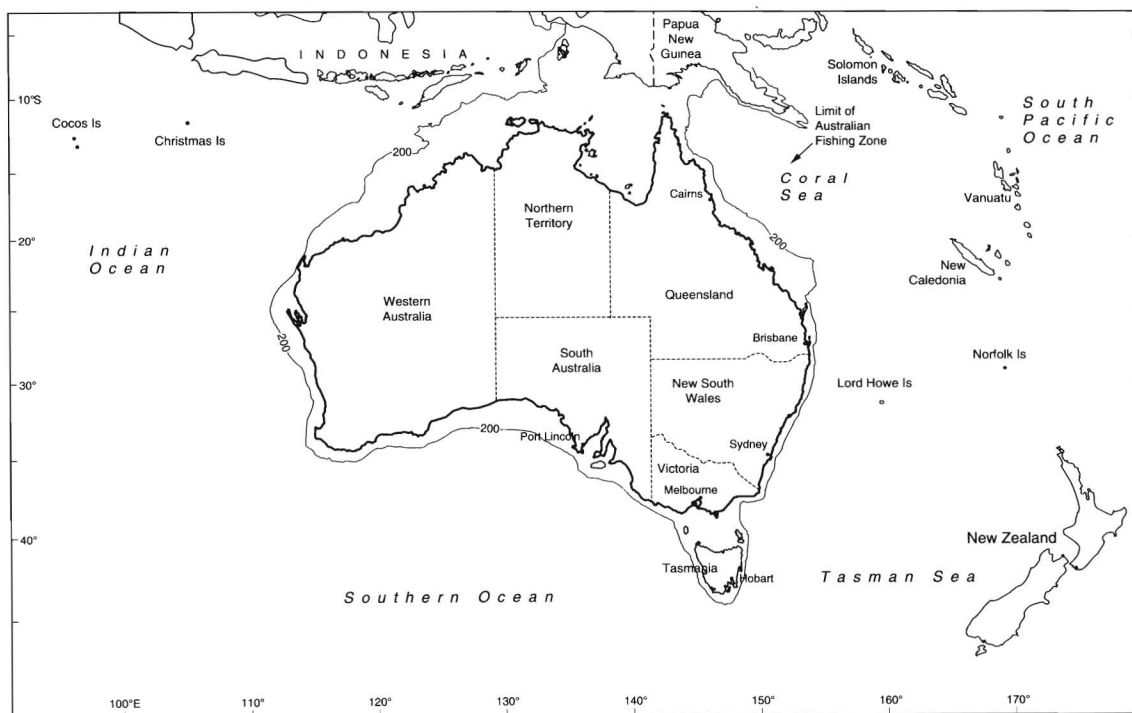 Papua
New
Guinea
INDONESIA
Solomon
Islands
10°S
Cocos Is
Christmas Is
Limit of
Australian
Fishing Zone
South
Pacific
Ocean
200
Coral
Sea
Cairns
Vanuatu
Northern
Territory
20°
Indian
Ocean
200
New
Caledonia
Queensland
Western
Australia
200
Brisbane
South
Australia
Norfolk Is
30°
New South
Wales
Lord Howe Is
200
Port Lincoln
Sydney
Victoria
Melbourne
40°
New Zealand
Tasmania
Hobart
Tasman Sea
Southern Ocean
100°E
110°
120°
130°
140°
150°
160°
170°